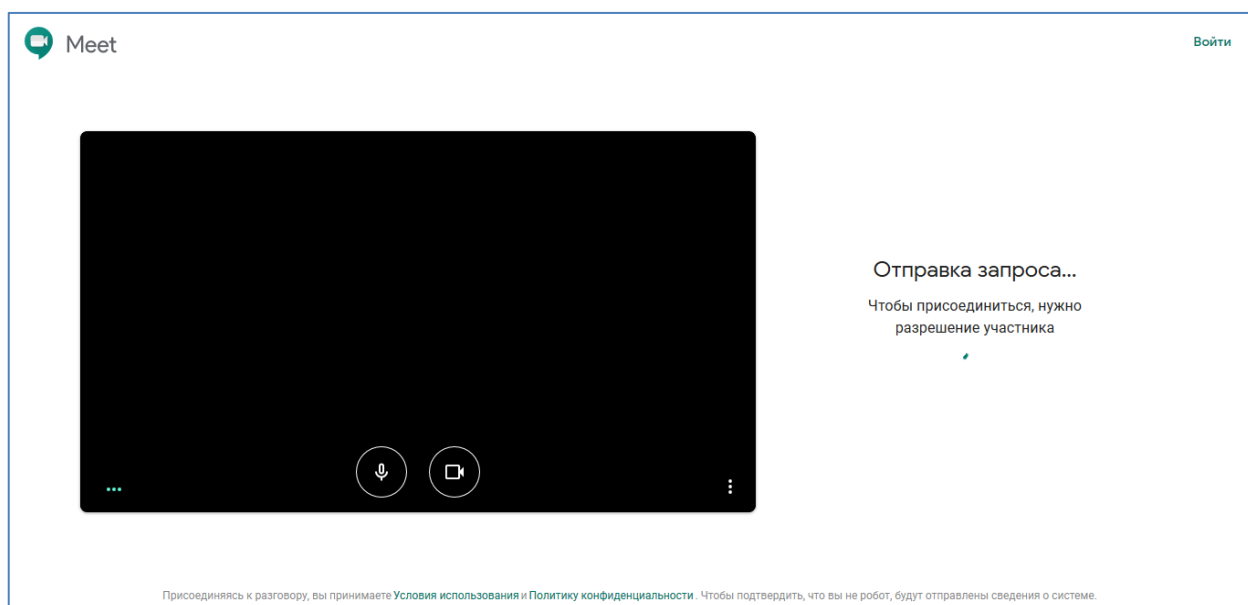 Meet
Войти
Отправка запроса...
Чтобы присоединиться, нужно
разрешение участника
Присоединяясь к разговору, вы принимаете Условия использования и Политику конфиденциальности . Чтобы подтвердить, что вы не робот, будут отправлены сведения о системе.